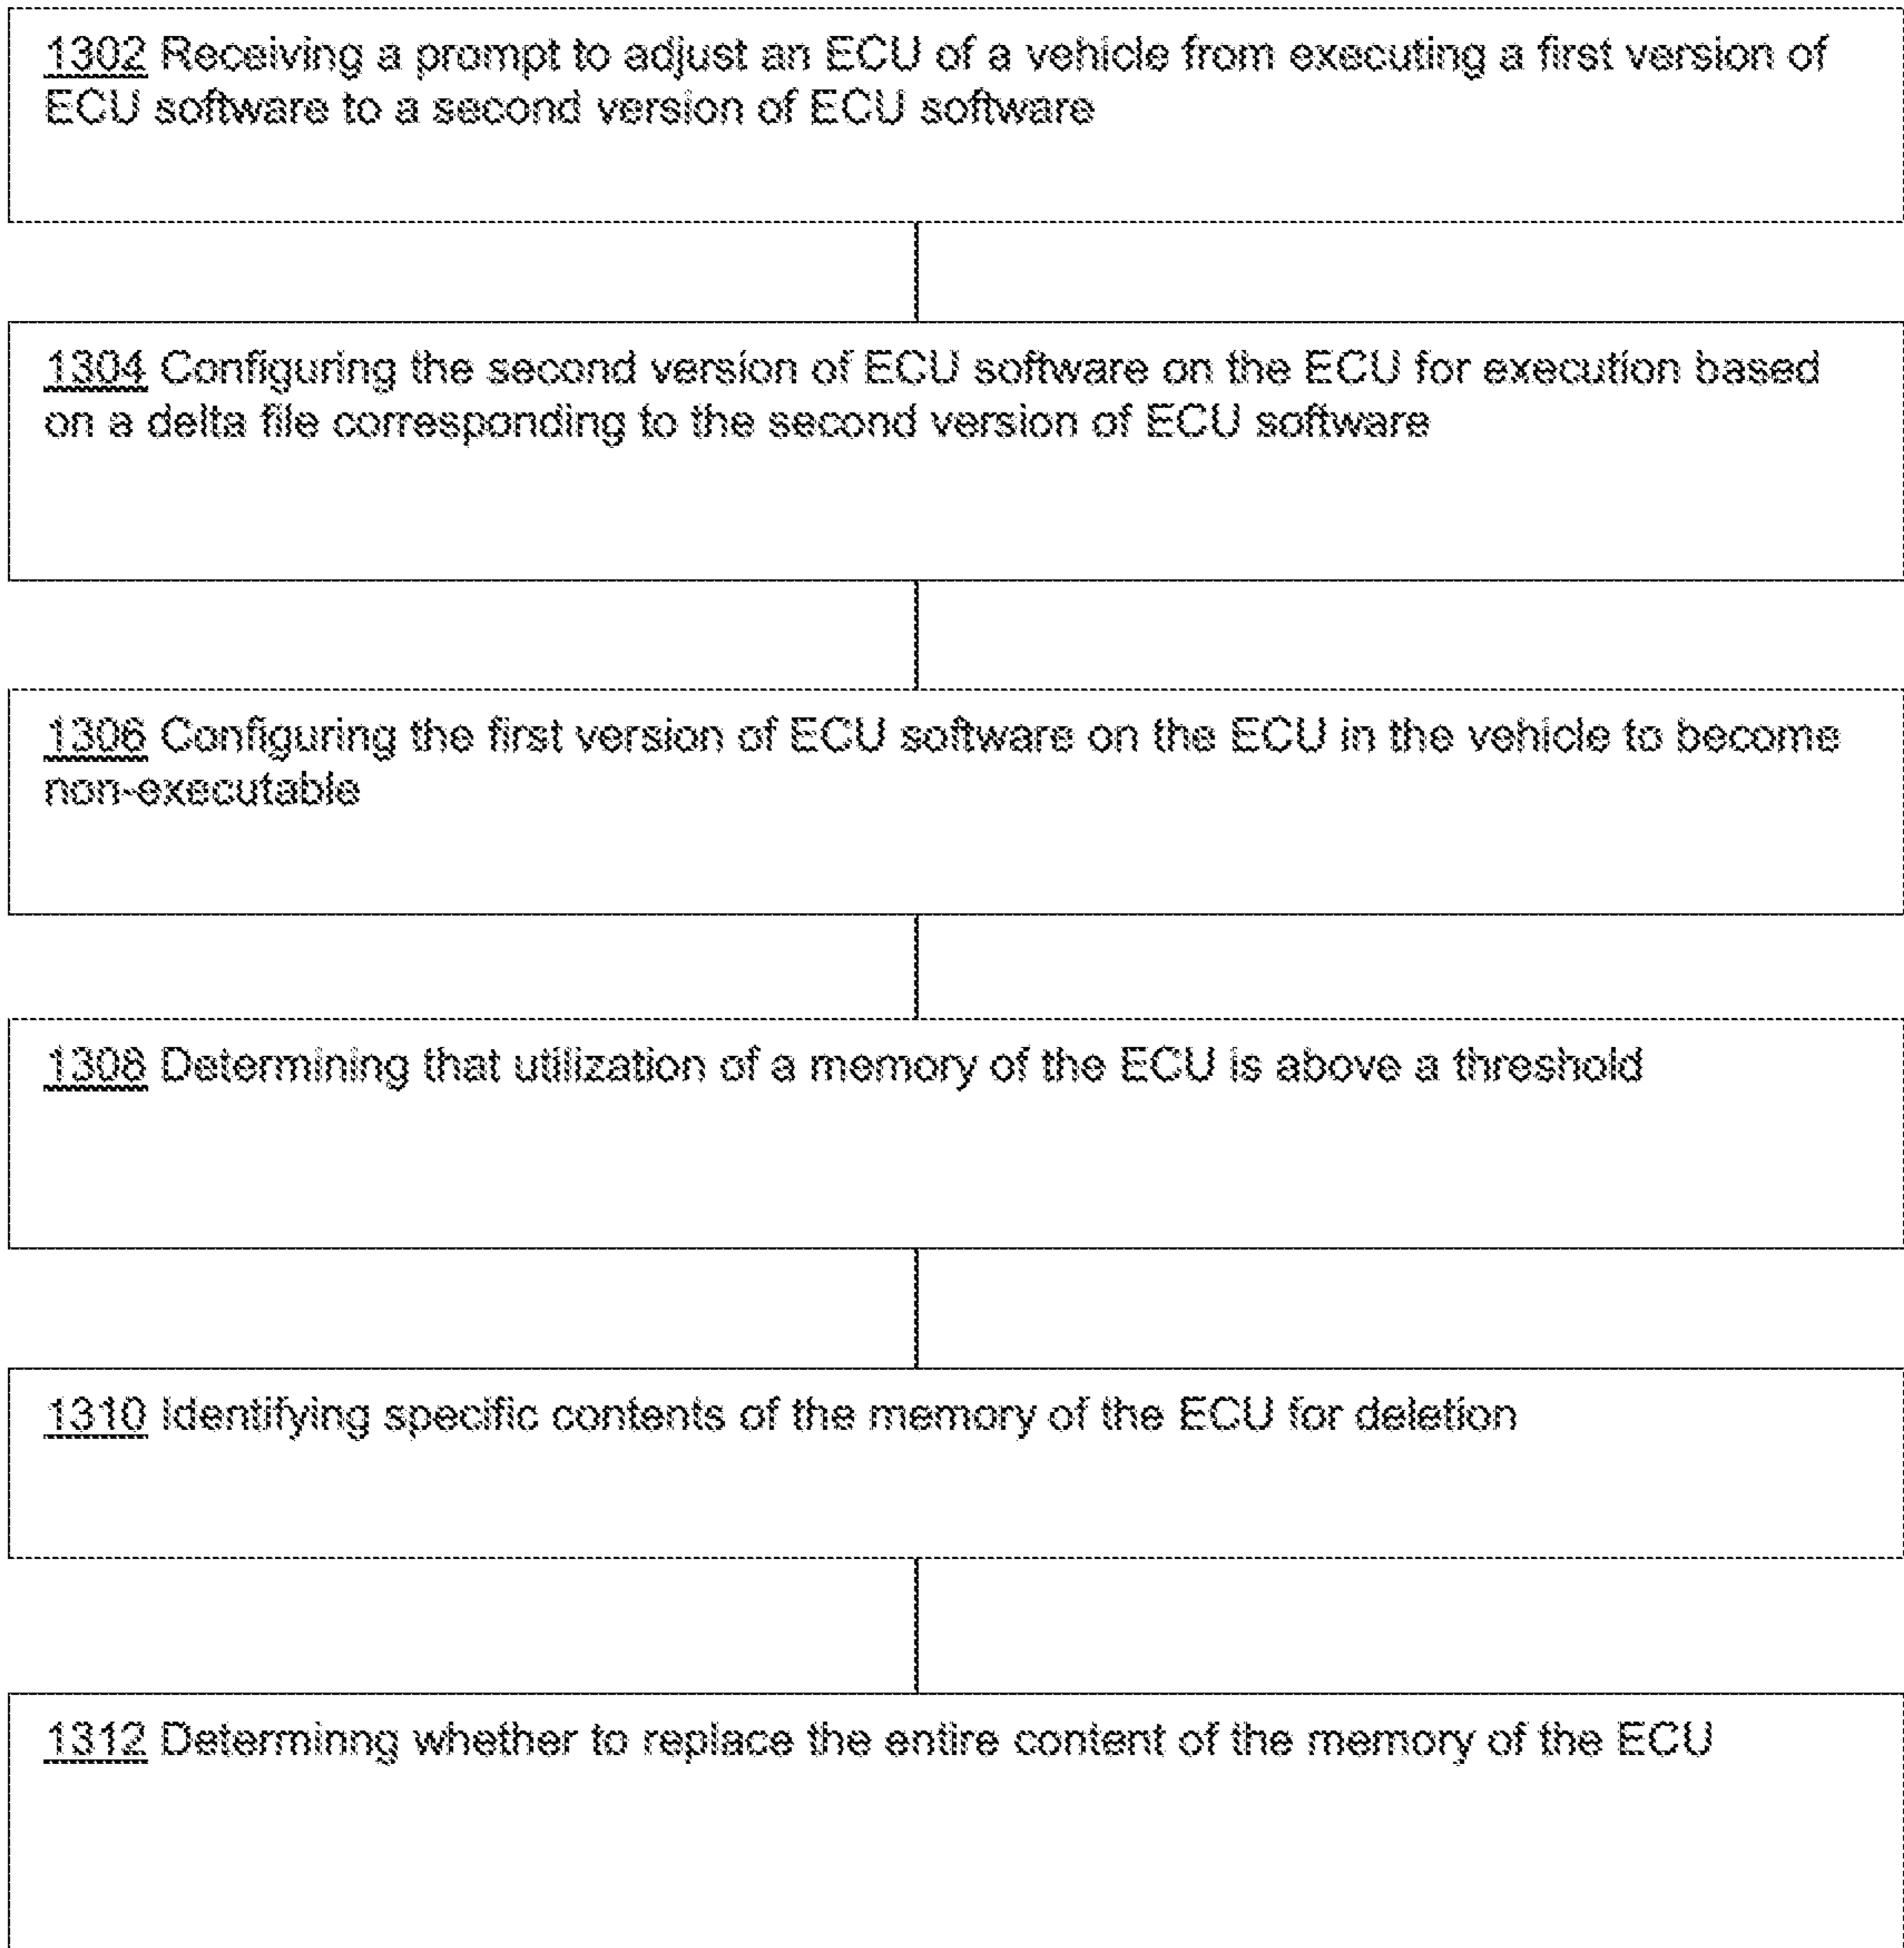 1302 Receiving a prompt to adjust an ECU of a vehicle from executing a first version of
ECU software to a second version of ECU software
1304 Configuring the second version of ECU software on the ECU for execution based
on a delta file corresponding to the second version of ECU software
1306 Configuring the first version of ECU software on the ECU in the vehicle to become
non-executable
1308 Determining that utilization of a memory of the ECU is above a threshold
1310 Identifying specific contents of the memory of the ECU for deletion
1312 Determinng whether to replace the entire content of the memory of the ECU